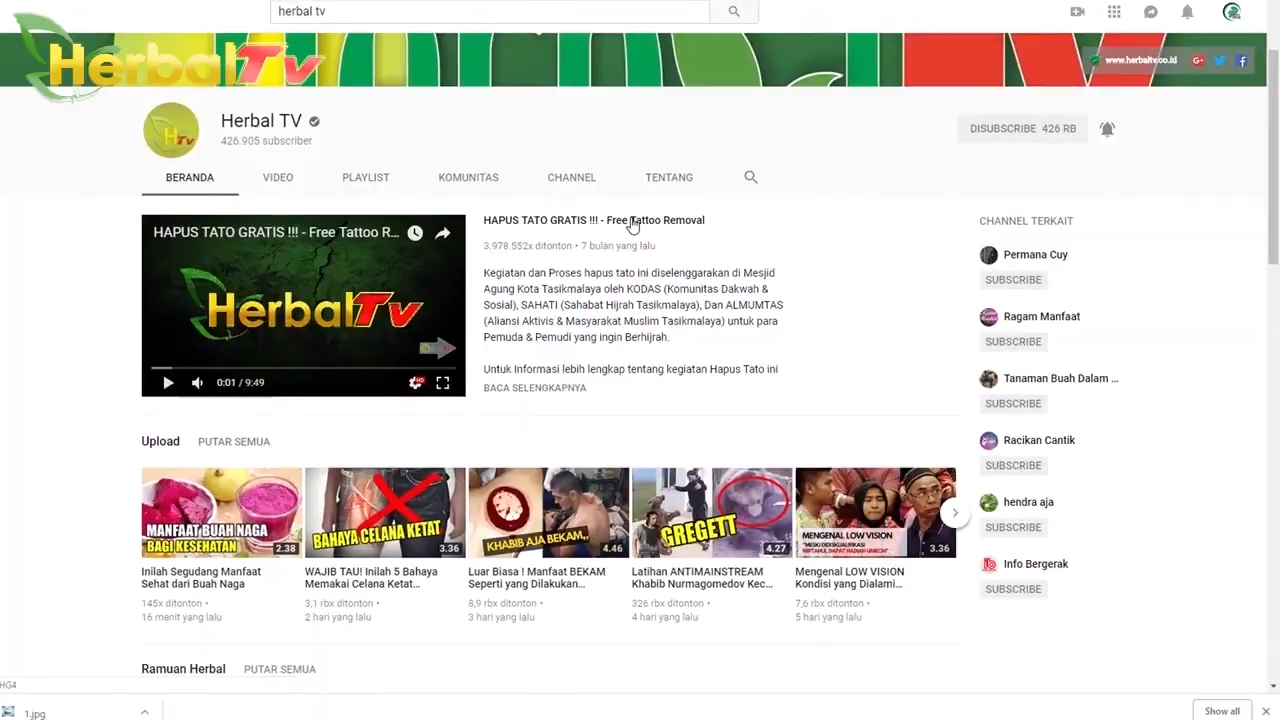 herbal tv
HerbalTv
www.herbaltv.co.id
HTv
Herbal TV
426.905 subscriber
DISUBSCRIBE 426 RB
BERANDA
VIDEO
PLAYLIST
KOMUNITAS
CHANNEL
TENTANG
HAPUS TATO GRATIS !!! - Free Tattoo R...
HerbalTv
0:01 / 9:49
HD
HAPUS TATO GRATIS !!! - Free Tattoo Removal
3.978.552x ditonton • 7 bulan yang lalu
Kegiatan dan Proses hapus tato ini diselenggarakan di Mesjid
Agung Kota Tasikmalaya oleh KODAS (Komunitas Dakwah &
Sosial), SAHATI (Sahabat Hijrah Tasikmalaya), Dan ALMUMTAS
(Aliansi Aktivis & Masyarakat Muslim Tasikmalaya) untuk para
Pemuda & Pemudi yang ingin Berhijrah.
Untuk Informasi lebih lengkap tentang kegiatan Hapus Tato ini
BACA SELENGKAPNYA
CHANNEL TERKAIT
Permana Cuy
SUBSCRIBE
Ragam Manfaat
SUBSCRIBE
Tanaman Buah Dalam ...
SUBSCRIBE
Racikan Cantik
SUBSCRIBE
hendra aja
SUBSCRIBE
Info Bergerak
SUBSCRIBE
Upload PUTAR SEMUA
MANFAAT BUAH NAGA
BAGI KESEHATAN
2.38
Inilah Segudang Manfaat
Sehat dari Buah Naga
145x ditonton •
16 menit yang lalu
BAHAYA CELANA KETAT
3.36
WAJIB TAU! Inilah 5 Bahaya
Memakai Celana Ketat...
3,1 rbx ditonton •
2 hari yang lalu
KHABIB AJA BEKAM,,
4.46
Luar Biasa ! Manfaat BEKAM
Seperti yang Dilakukan...
8,9 rbx ditonton •
3 hari yang lalu
GREGETT
4.27
Latihan ANTIMAINSTREAM
Khabib Nurmagomedov Kec...
326 rbx ditonton •
4 hari yang lalu
MENGENAL LOW VISION
3.36
Mengenal LOW VISION
Kondisi yang Dialami...
7,6 rbx ditonton •
5 hari yang lalu
Ramuan Herbal PUTAR SEMUA
HG4
1.jpg
Show all